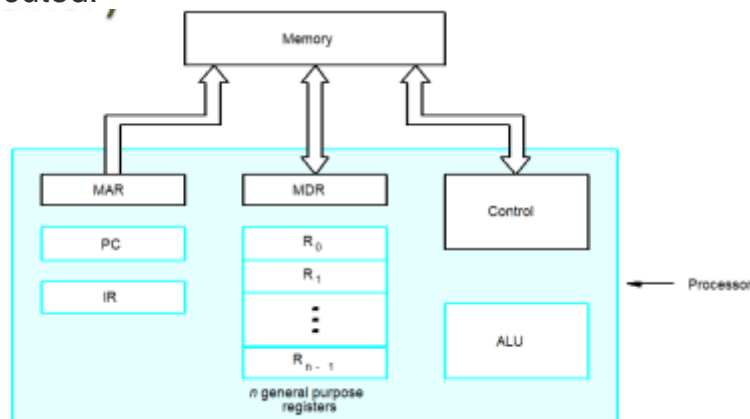 Memory
MAR
MDR
Control
PC
IR
R0
R1
Rn - 1
ALU
Processor
n general purpose
registers